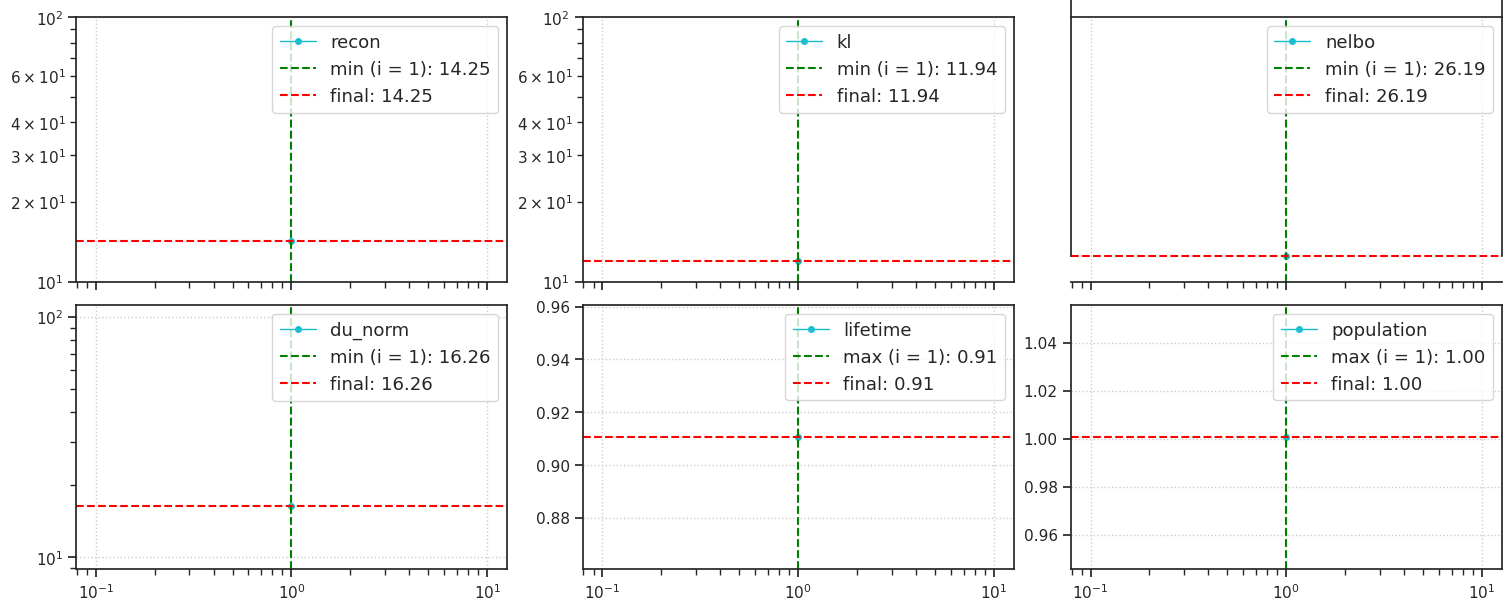 10²
6 × 10¹
4 × 10¹
3 × 10¹
2 × 10¹
10¹
recon
min (i = 1): 14.25
final: 14.25
10²
6 × 10¹
4 × 10¹
3 × 10¹
2 × 10¹
10¹
kl
min (i = 1): 11.94
final: 11.94
nelbo
min (i = 1): 26.19
final: 26.19
10²
10¹
du_norm
min (i = 1): 16.26
final: 16.26
10⁻¹ 10⁰ 10¹
0.96
0.94
0.92
0.90
0.88
lifetime
max (i = 1): 0.91
final: 0.91
10⁻¹ 10⁰ 10¹
1.04
1.02
1.00
0.98
0.96
population
max (i = 1): 1.00
final: 1.00
10⁻¹ 10⁰ 10¹